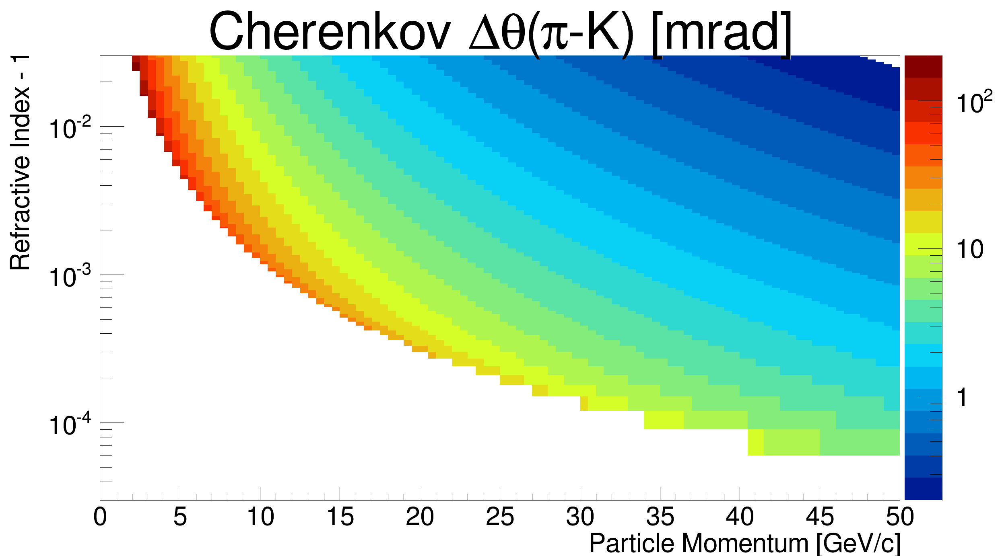 Cherenkov Δθ(π-K) [mrad]
Refractive Index - 1
10⁻²
10⁻³
10⁻⁴
0 5 10 15 20 25 30 35 40 45 50
Particle Momentum [GeV/c]
10²
10
1